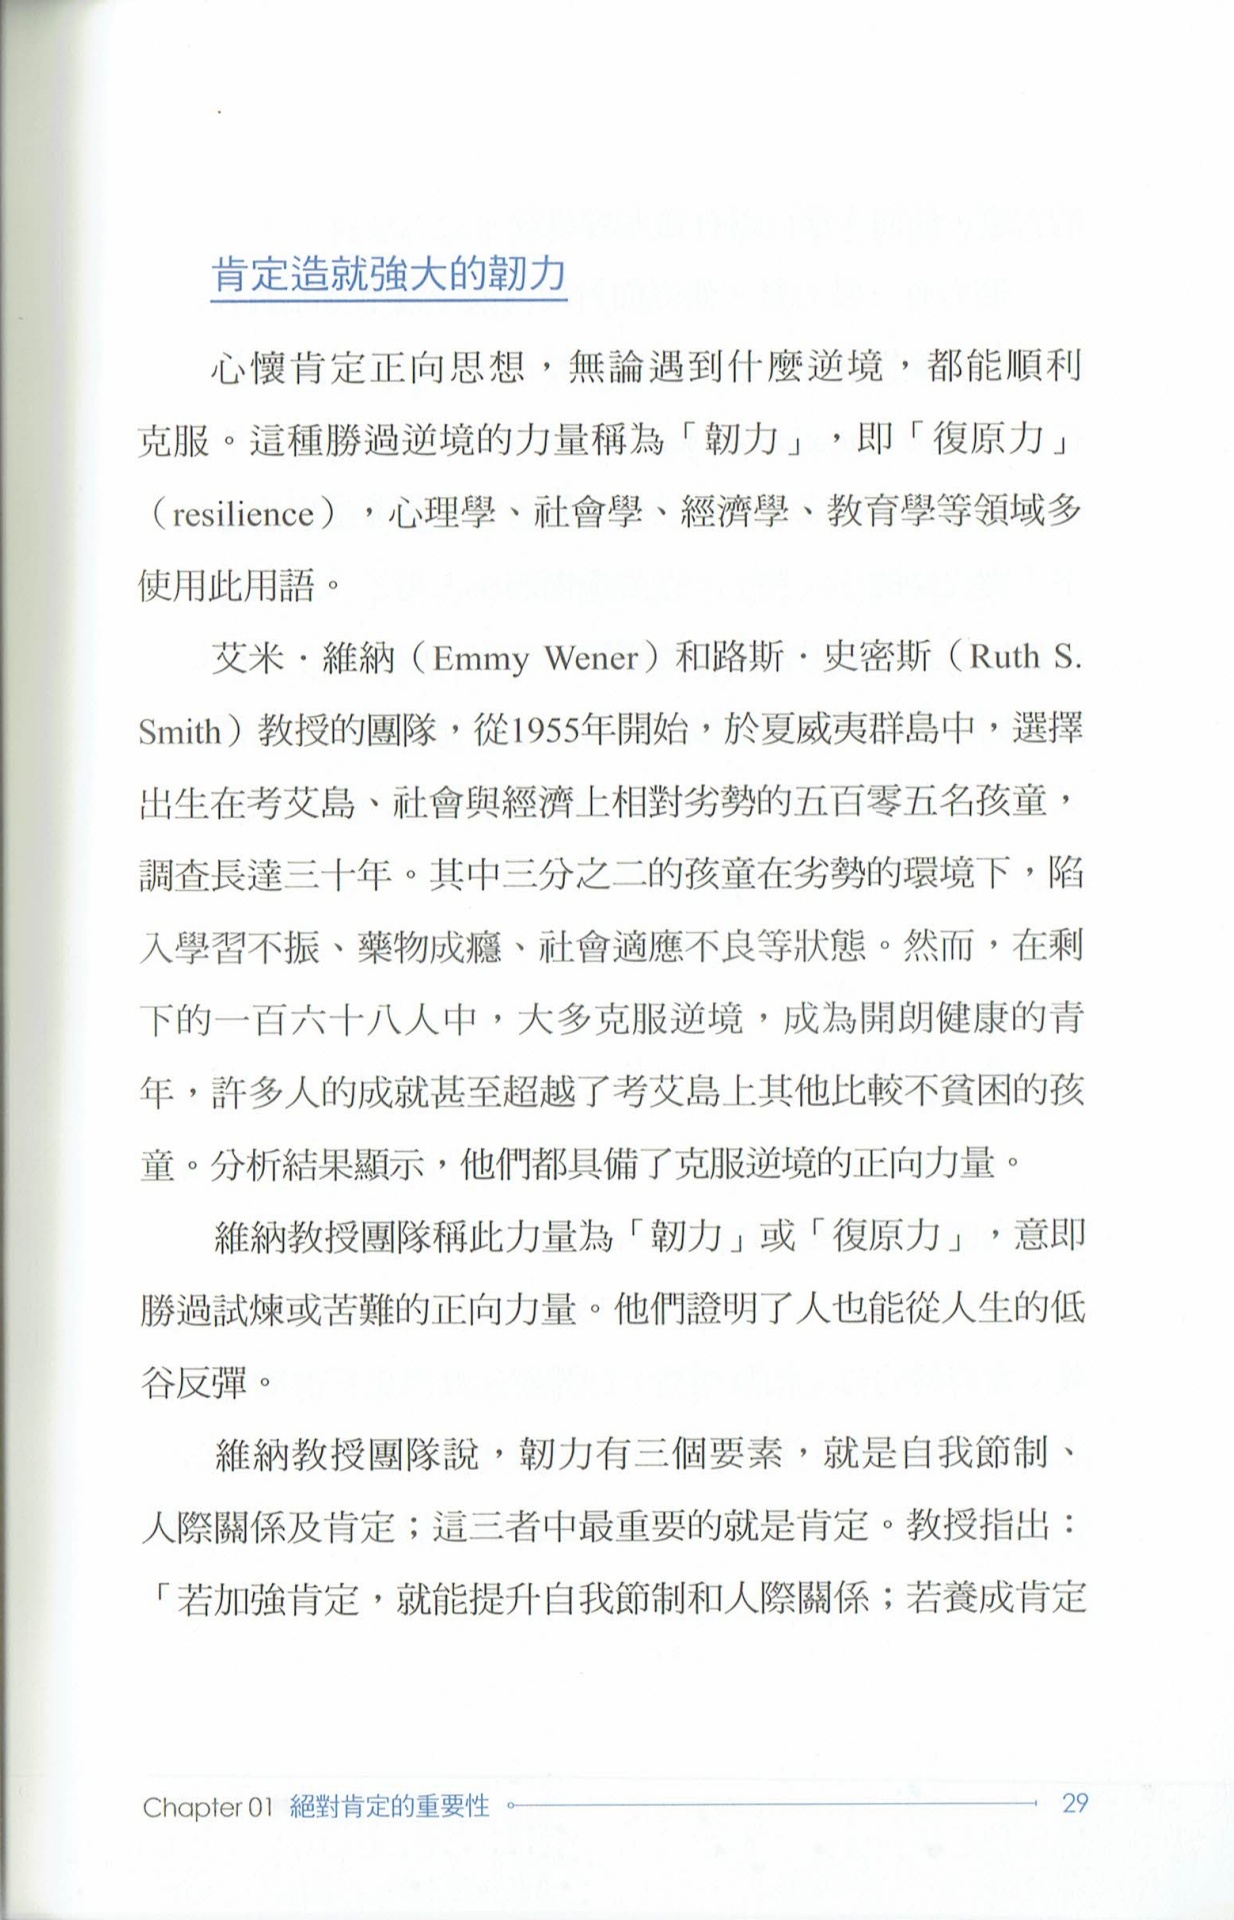 肯定造就強大的韌力
心懷肯定正向思想，無論遇到什麼逆境，都能順利
克服。這種勝過逆境的力量稱為「韌力」，即「復原力」
（resilience），心理學、社會學、經濟學、教育學等領域多
使用此用語。
艾米．維納（Emmy Wener）和路斯．史密斯（Ruth S.
Smith）教授的團隊，從1955年開始，於夏威夷群島中，選擇
出生在考艾島、社會與經濟上相對劣勢的五百零五名孩童，
調查長達三十年。其中三分之二的孩童在劣勢的環境下，陷
入學習不振、藥物成癮、社會適應不良等狀態。然而，在剩
下的一百六十八人中，大多克服逆境，成為開朗健康的青
年，許多人的成就甚至超越了考艾島上其他比較不貧困的孩
童。分析結果顯示，他們都具備了克服逆境的正向力量。
維納教授團隊稱此力量為「韌力」或「復原力」，意即
勝過試煉或苦難的正向力量。他們證明了人也能從人生的低
谷反彈。
維納教授團隊說，韌力有三個要素，就是自我節制、
人際關係及肯定；這三者中最重要的就是肯定。教授指出：
「若加強肯定，就能提升自我節制和人際關係；若養成肯定
Chapter 01 絕對肯定的重要性 29